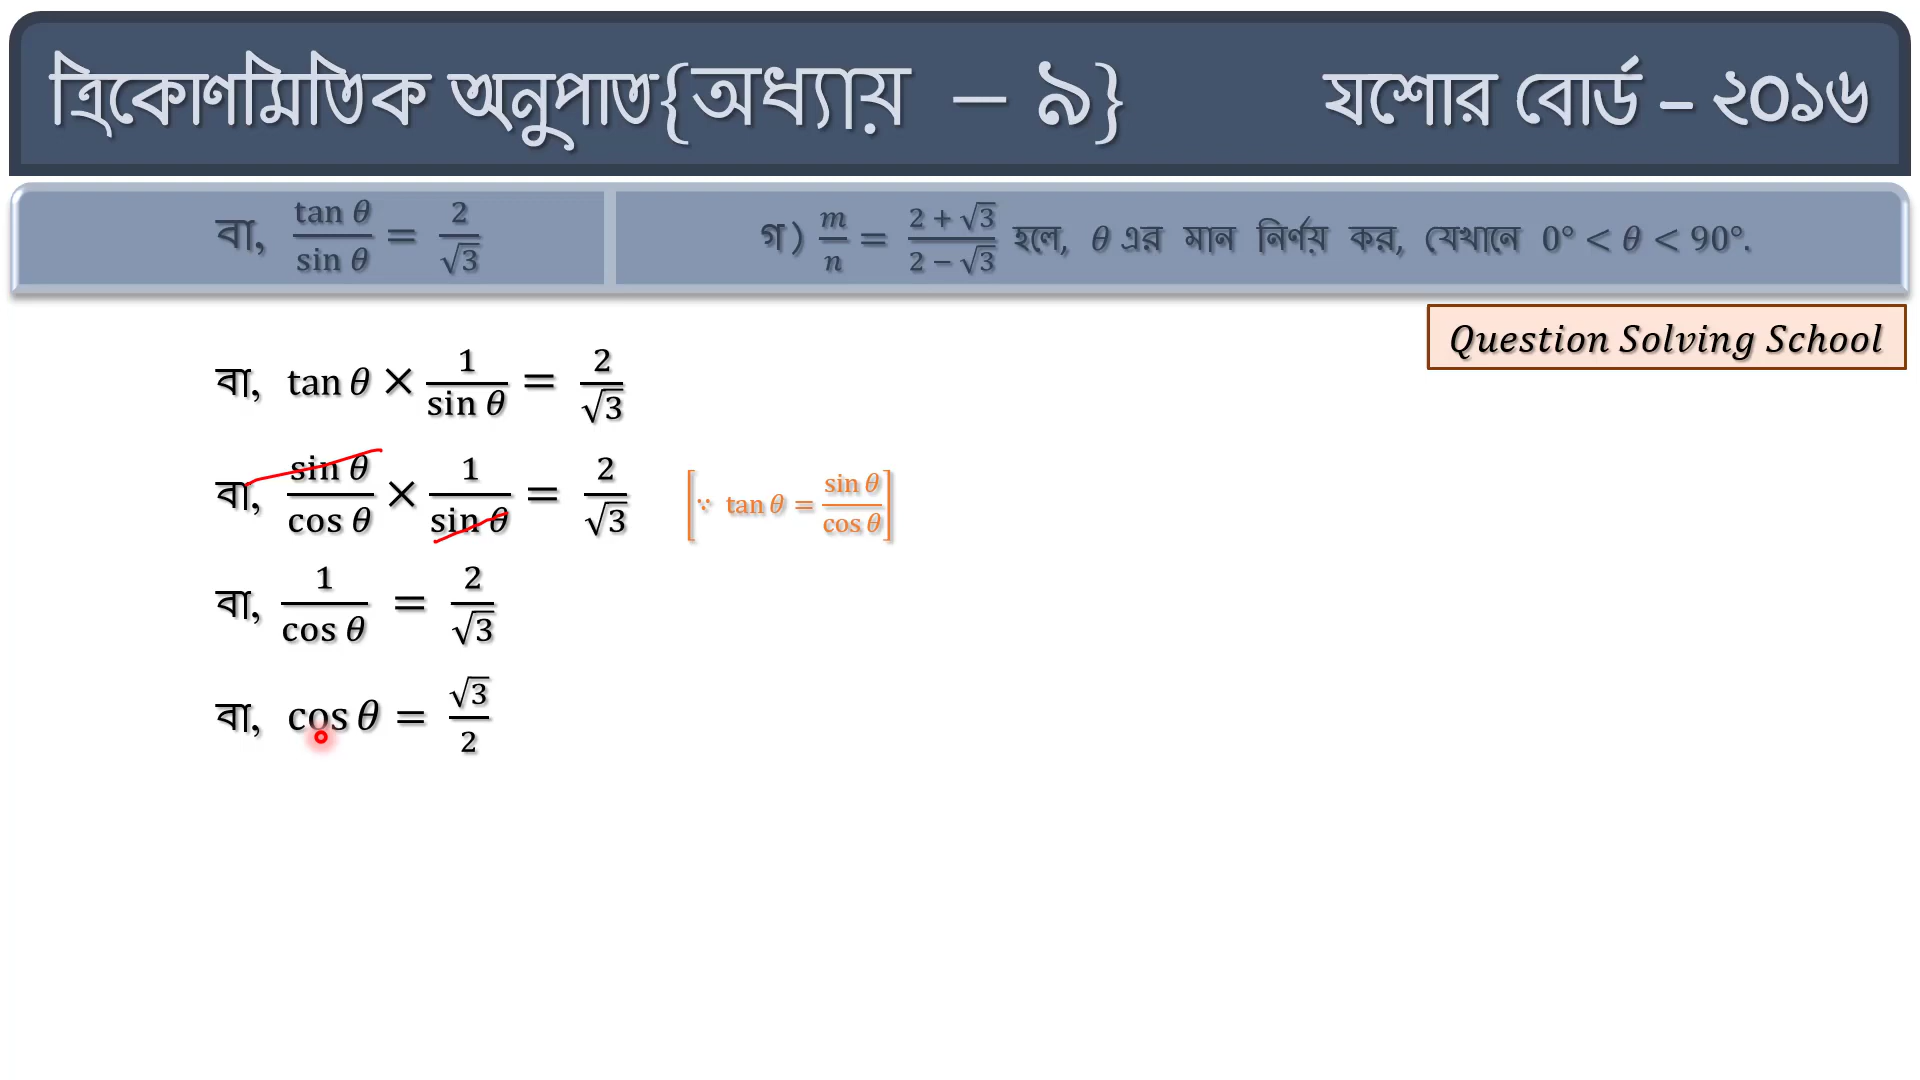 ত্রিকোণমিতিক অনুপাত{অধ্যায় − ৯} যশোর বোর্ড – ২০১৬
বা, tan θ / sin θ = 2 / √3
গ) m / n = (2 + √3) / (2 − √3) হলে, θ এর মান নির্ণয় কর, যেখানে 0° < θ < 90°.
Question Solving School
বা, tan θ × 1 / sin θ = 2 / √3
বা, sin θ / cos θ × 1 / sin θ = 2 / √3 [∵ tan θ = sin θ / cos θ]
বা, 1 / cos θ = 2 / √3
বা, cos θ = √3 / 2